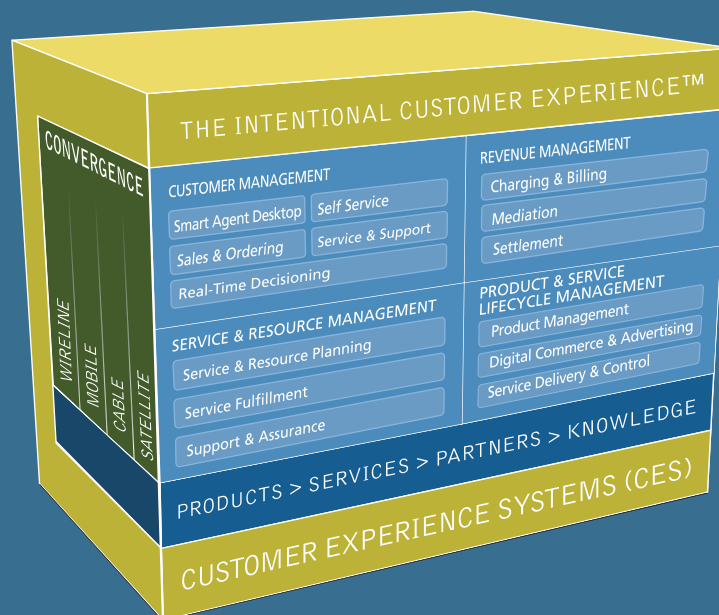 THE INTENTIONAL CUSTOMER EXPERIENCE™
CONVERGENCE
WIRELINE
MOBILE
CABLE
SATELLITE
CUSTOMER MANAGEMENT
Smart Agent Desktop
Self Service
Sales & Ordering
Service & Support
Real-Time Decisioning
REVENUE MANAGEMENT
Charging & Billing
Mediation
Settlement
SERVICE & RESOURCE MANAGEMENT
Service & Resource Planning
Service Fulfillment
Support & Assurance
PRODUCT & SERVICE
LIFECYCLE MANAGEMENT
Product Management
Digital Commerce & Advertising
Service Delivery & Control
PRODUCTS > SERVICES > PARTNERS > KNOWLEDGE
CUSTOMER EXPERIENCE SYSTEMS (CES)